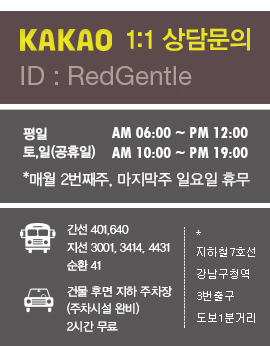 KAKAO 1:1 상담문의
ID : RedGentle
평일 AM 06:00 ~ PM 12:00
토,일(공휴일) AM 10:00 ~ PM 19:00
*매월 2번째주, 마지막주 일요일 휴무
간선 401,640
지선 3001, 3414, 4431
순환 41
건물 후면 지하 주차장
(주차시설 완비)
2시간 무료
*
지하철7호선
강남구청역
3번출구
도보1분거리